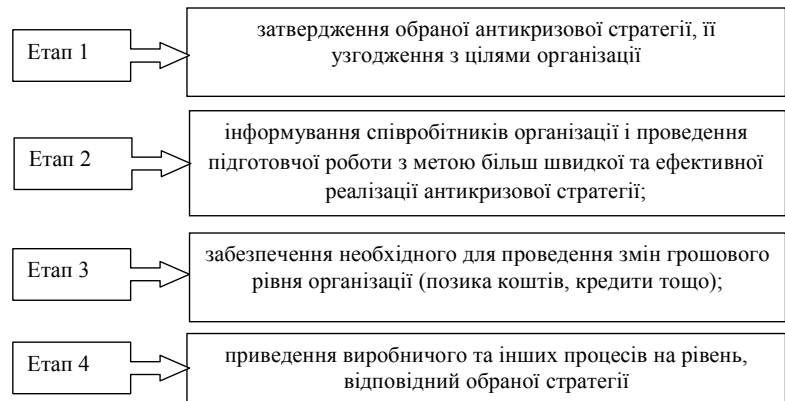 Етап 1
затвердження обраної антикризової стратегії, її
узгодження з цілями організації
Етап 2
інформування співробітників організації і проведення
підготовчої роботи з метою більш швидкої та ефективної
реалізації антикризової стратегії;
Етап 3
забезпечення необхідного для проведення змін грошового
рівня організації (позика коштів, кредити тощо);
Етап 4
приведення виробничого та інших процесів на рівень,
відповідний обраної стратегії